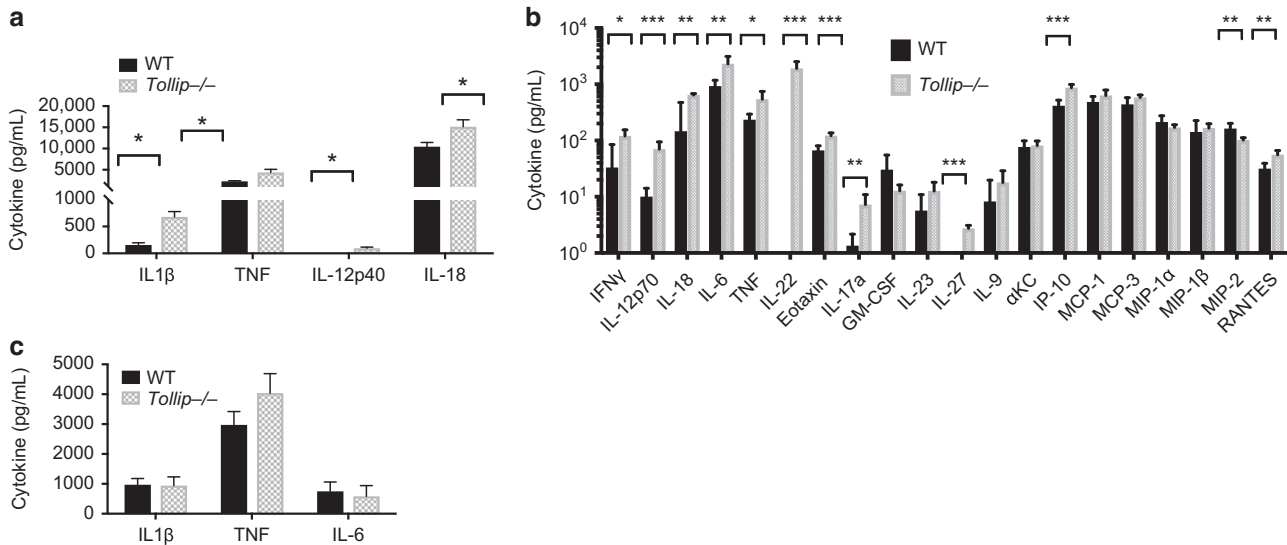 a
WT
Tollip–/–
Cytokine (pg/mL)
20,000
15,000
10,000
5000
1000
500
0
*
*
*
*
IL1β
TNF
IL-12p40
IL-18
b
WT
Tollip–/–
Cytokine (pg/mL)
10⁴
10³
10²
10¹
10⁰
*
***
**
**
*
***
***
**
***
***
**
**
IFNγ
IL-12p70
IL-18
IL-6
TNF
IL-22
Eotaxin
IL-17a
GM-CSF
IL-23
IL-27
IL-9
αKC
IP-10
MCP-1
MCP-3
MIP-1α
MIP-1β
MIP-2
RANTES
c
WT
Tollip–/–
Cytokine (pg/mL)
5000
4000
3000
2000
1000
0
IL1β
TNF
IL-6